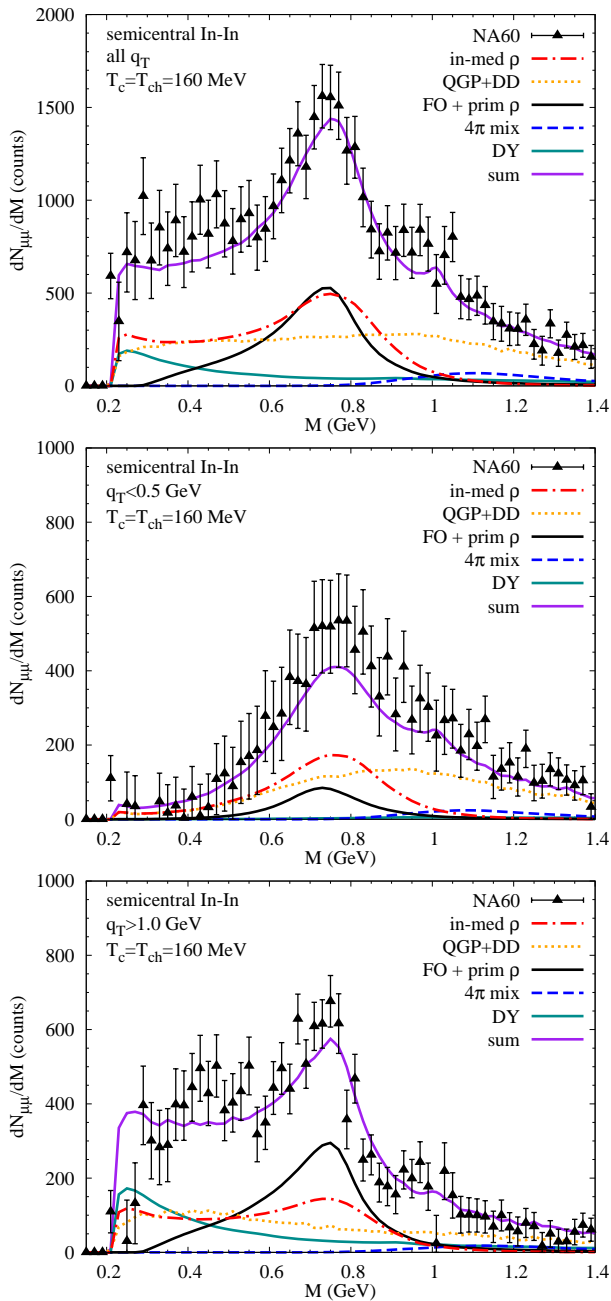 semicentral In-In
all q_T
T_c=T_ch=160 MeV
NA60
in-med ρ
QGP+DD
FO + prim ρ
4π mix
DY
sum
dN_μμ/dM (counts)
2000
1500
1000
500
0
0.2 0.4 0.6 0.8 1 1.2 1.4
M (GeV)
semicentral In-In
q_T<0.5 GeV
T_c=T_ch=160 MeV
NA60
in-med ρ
QGP+DD
FO + prim ρ
4π mix
DY
sum
dN_μμ/dM (counts)
1000
800
600
400
200
0
0.2 0.4 0.6 0.8 1 1.2 1.4
M (GeV)
semicentral In-In
q_T>1.0 GeV
T_c=T_ch=160 MeV
NA60
in-med ρ
QGP+DD
FO + prim ρ
4π mix
DY
sum
dN_μμ/dM (counts)
1000
800
600
400
200
0
0.2 0.4 0.6 0.8 1 1.2 1.4
M (GeV)